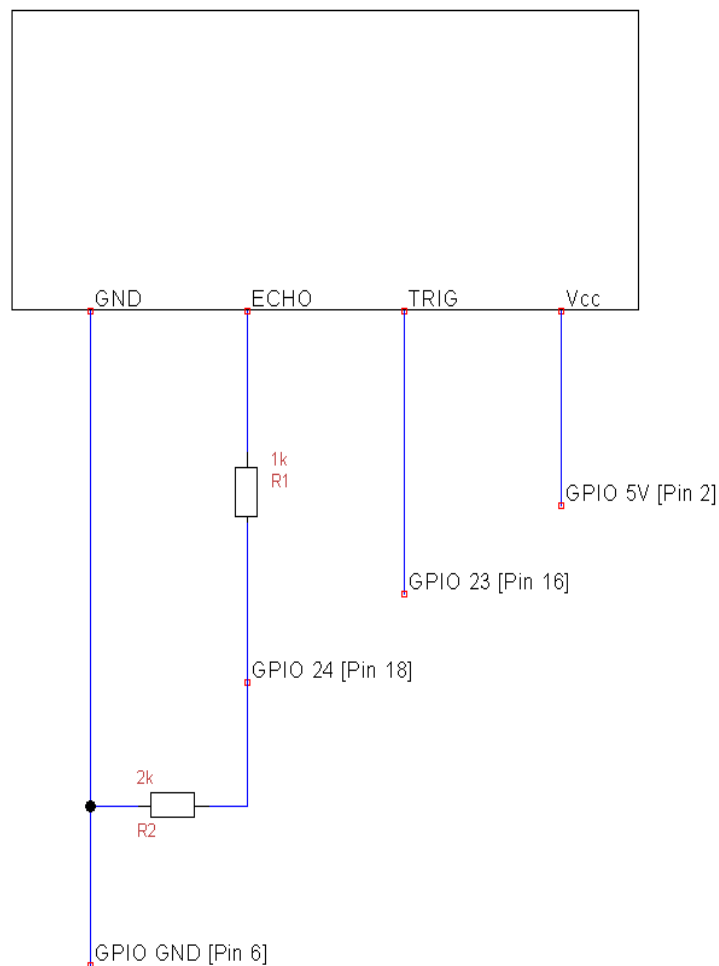 GND
ECHO
TRIG
Vcc
1k
R1
GPIO 5V [Pin 2]
GPIO 23 [Pin 16]
GPIO 24 [Pin 18]
2k
R2
GPIO GND [Pin 6]